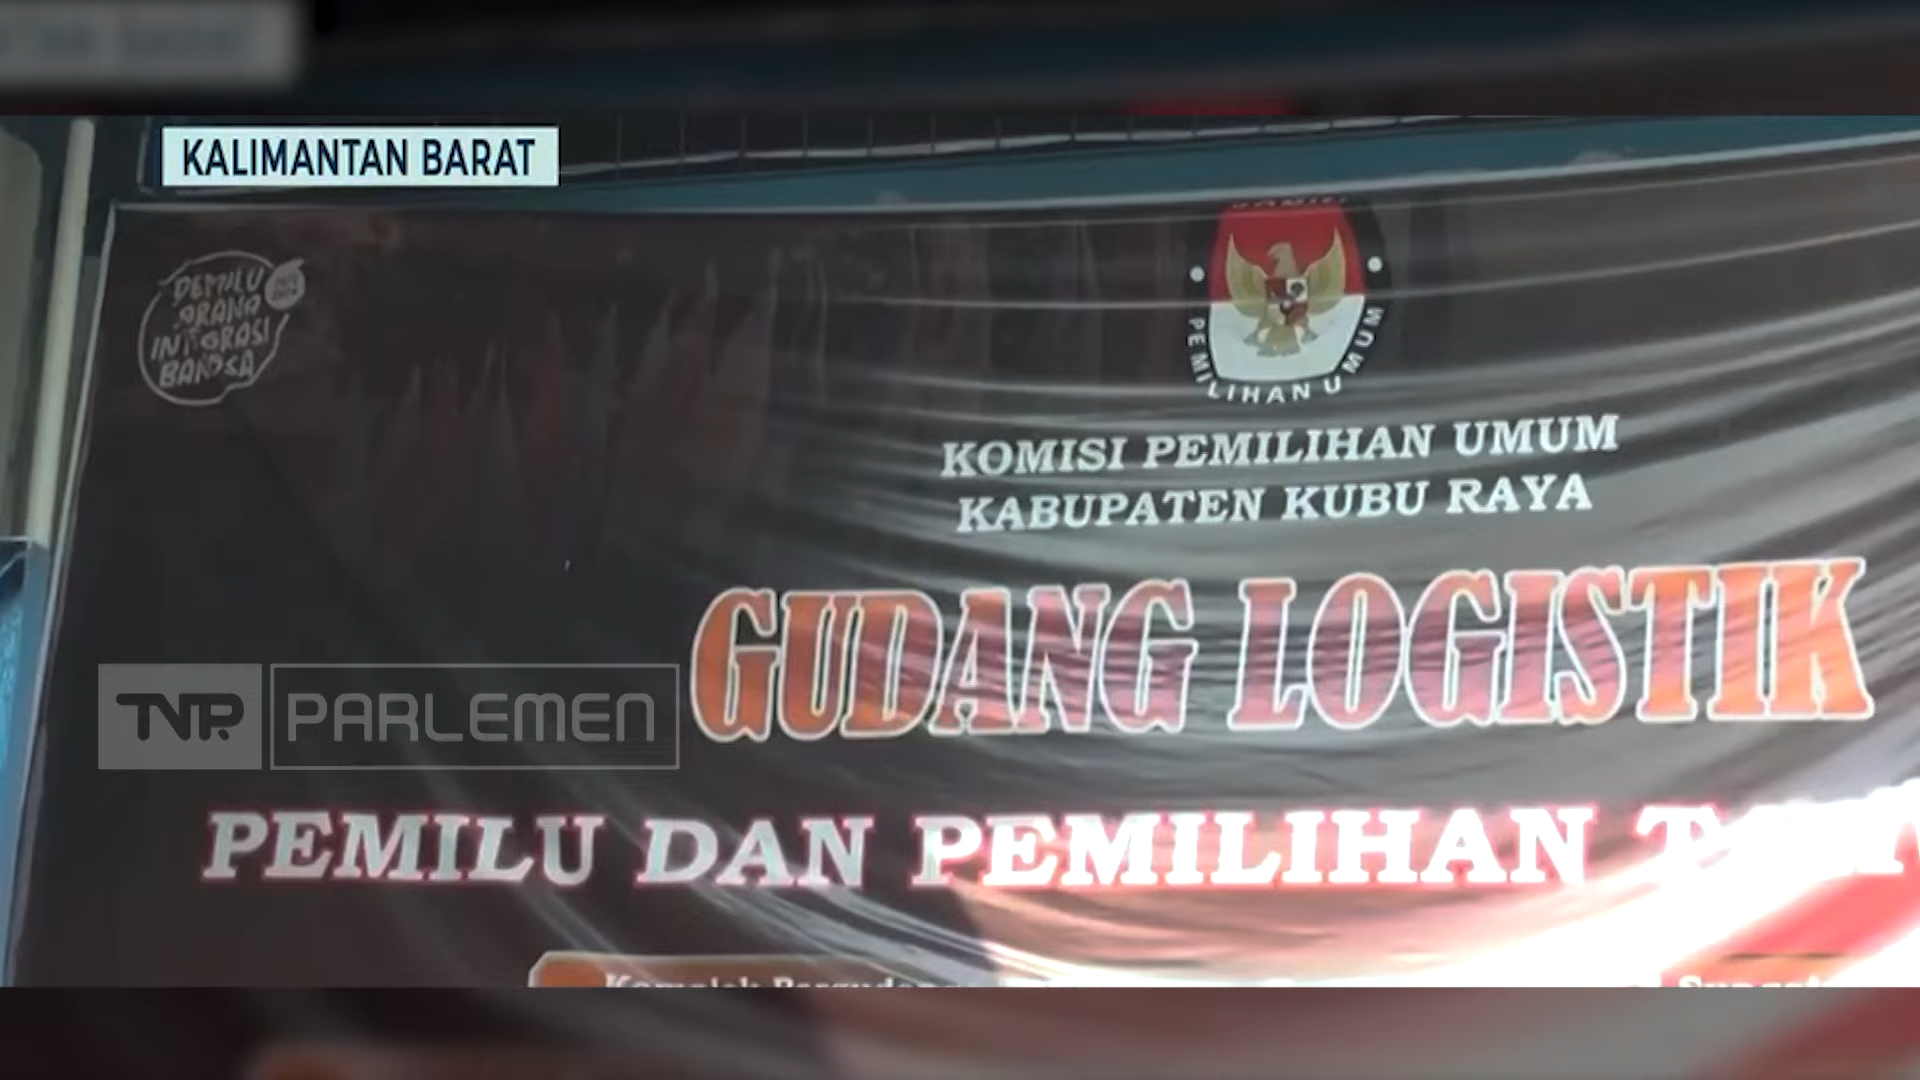 KALIMANTAN BARAT
PEMILU
SARANA
INTEGRASI
BANGSA
PEMILIHAN UMUM
KOMISI PEMILIHAN UMUM
KABUPATEN KUBU RAYA
GUDANG LOGISTIK
TVR PARLEMEN
PEMILU DAN PEMILIHAN